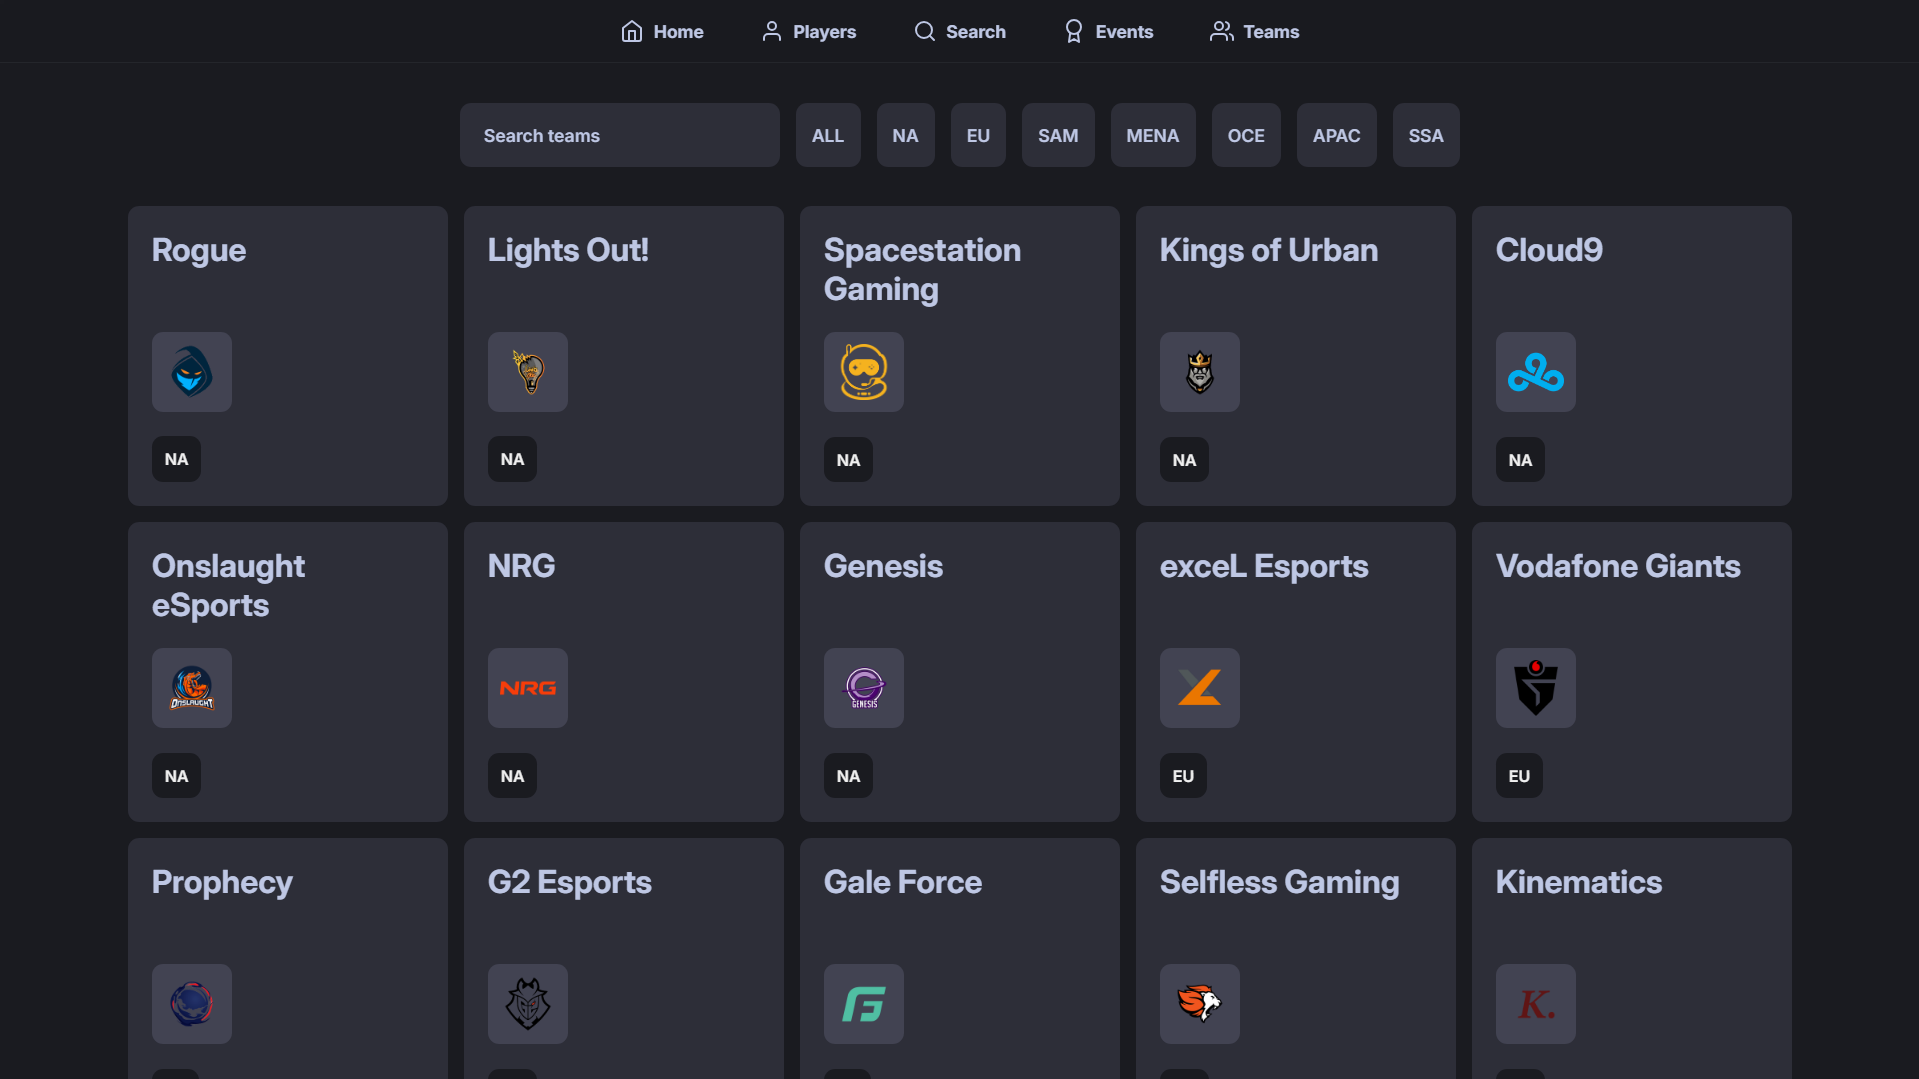 Home
Players
Search
Events
Teams
Search teams
ALL
NA
EU
SAM
MENA
OCE
APAC
SSA
Rogue
NA
Lights Out!
NA
Spacestation
Gaming
NA
Kings of Urban
NA
Cloud9
NA
Onslaught
eSports
ONSLAUGHT
NA
NRG
NRG
NA
Genesis
GENESIS
NA
exceL Esports
EU
Vodafone Giants
EU
Prophecy
G2 Esports
Gale Force
Selfless Gaming
Kinematics
K.